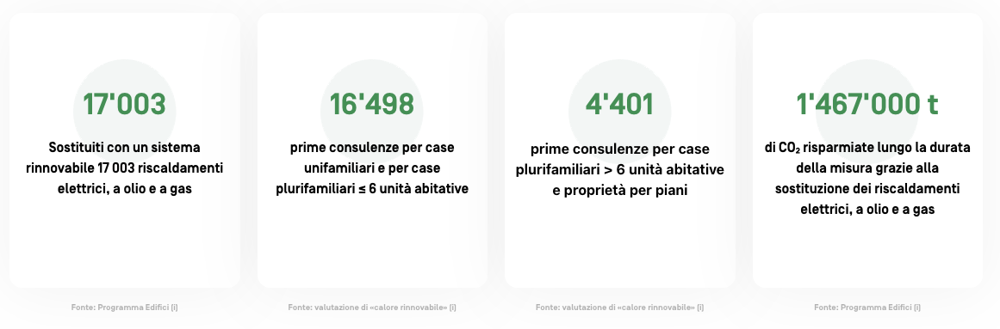 17'003
Sostituiti con un sistema
rinnovabile 17 003 riscaldamenti
elettrici, a olio e a gas
Fonte: Programma Edifici (i)
16'498
prime consulenze per case
unifamiliari e per case
plurifamiliari ≤ 6 unità abitative
Fonte: valutazione di «calore rinnovabile» (i)
4'401
prime consulenze per case
plurifamiliari > 6 unità abitative
e proprietà per piani
Fonte: valutazione di «calore rinnovabile» (i)
1'467'000 t
di CO₂ risparmiate lungo la durata
della misura grazie alla
sostituzione dei riscaldamenti
elettrici, a olio e a gas
Fonte: Programma Edifici (i)